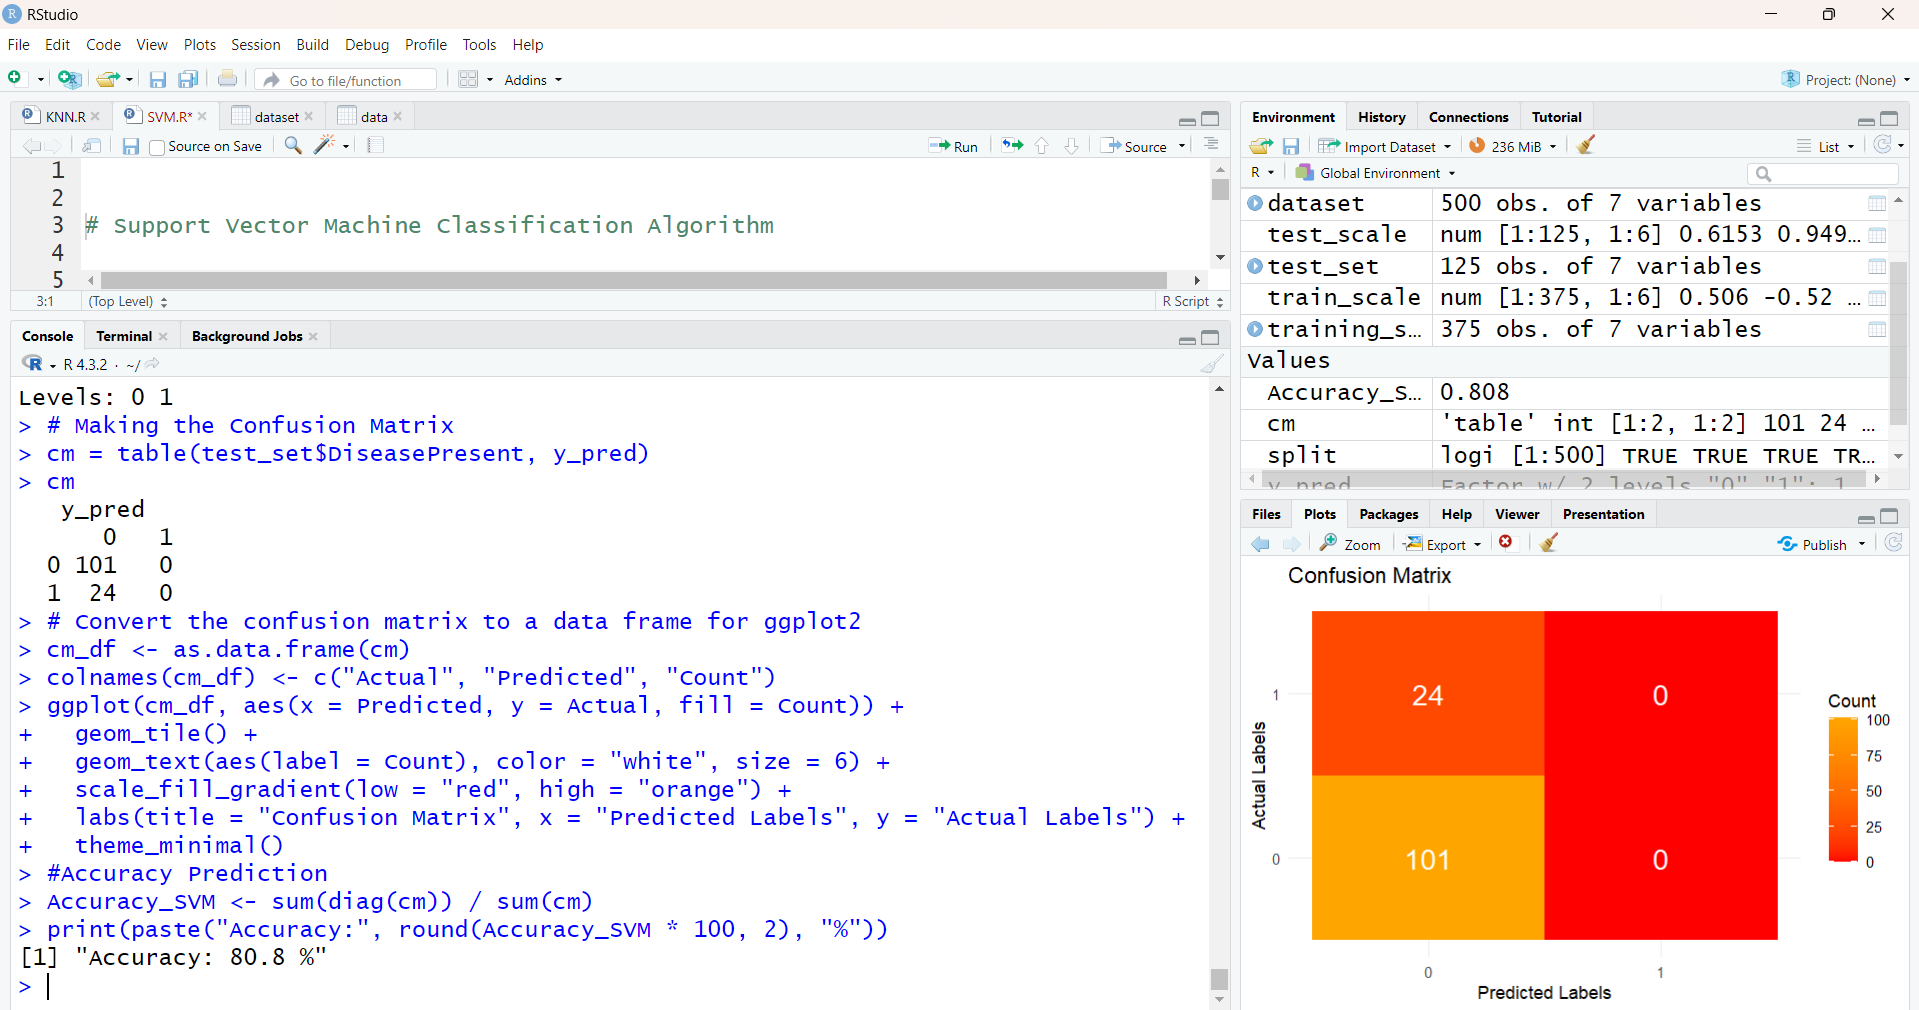 RStudio
File Edit Code View Plots Session Build Debug Profile Tools Help
Go to file/function Addins Project: (None)
KNN.R SVM.R* dataset data
Source on Save Run Source
1
2
3 # Support Vector Machine Classification Algorithm
4
5
3:1 (Top Level) R Script
Console Terminal Background Jobs
R 4.3.2 · ~/
Levels: 0 1
> # Making the Confusion Matrix
> cm = table(test_set$DiseasePresent, y_pred)
> cm
y_pred
0 1
0 101 0
1 24 0
> # Convert the confusion matrix to a data frame for ggplot2
> cm_df <- as.data.frame(cm)
> colnames(cm_df) <- c("Actual", "Predicted", "Count")
> ggplot(cm_df, aes(x = Predicted, y = Actual, fill = Count)) +
+ geom_tile() +
+ geom_text(aes(label = Count), color = "white", size = 6) +
+ scale_fill_gradient(low = "red", high = "orange") +
+ labs(title = "Confusion Matrix", x = "Predicted Labels", y = "Actual Labels") +
+ theme_minimal()
> #Accuracy Prediction
> Accuracy_SVM <- sum(diag(cm)) / sum(cm)
> print(paste("Accuracy:", round(Accuracy_SVM * 100, 2), "%"))
[1] "Accuracy: 80.8 %"
>
Environment History Connections Tutorial
Import Dataset 236 MiB List
R Global Environment
dataset 500 obs. of 7 variables
test_scale num [1:125, 1:6] 0.6153 0.949...
test_set 125 obs. of 7 variables
train_scale num [1:375, 1:6] 0.506 -0.52 ...
training_s... 375 obs. of 7 variables
Values
Accuracy_S... 0.808
cm 'table' int [1:2, 1:2] 101 24 ...
split logi [1:500] TRUE TRUE TRUE TR...
y_pred Factor w/ 2 levels "0" "1": 1
Files Plots Packages Help Viewer Presentation
Zoom Export Publish
Confusion Matrix
24 0
101 0
1
0
Actual Labels
0 1
Predicted Labels
Count
100
75
50
25
0